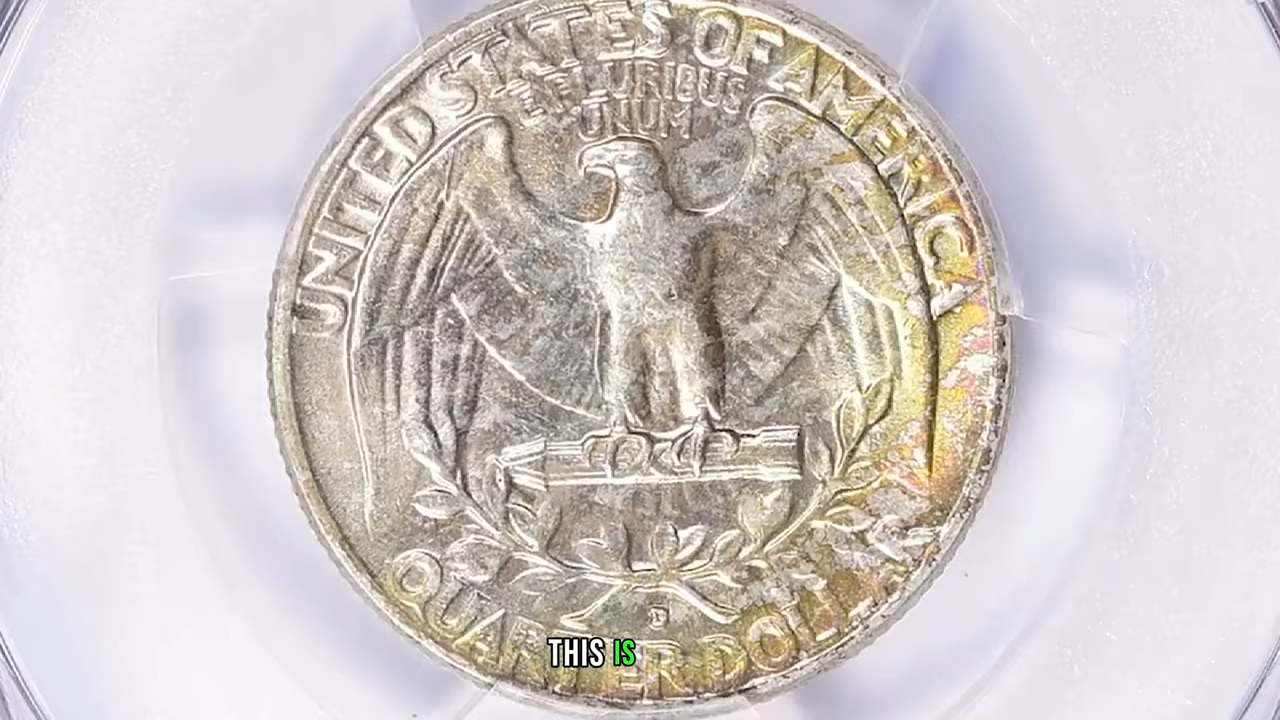 UNITED STATES OF AMERICA
E PLURIBUS
UNUM
D
QUARTER DOLLAR
THIS IS